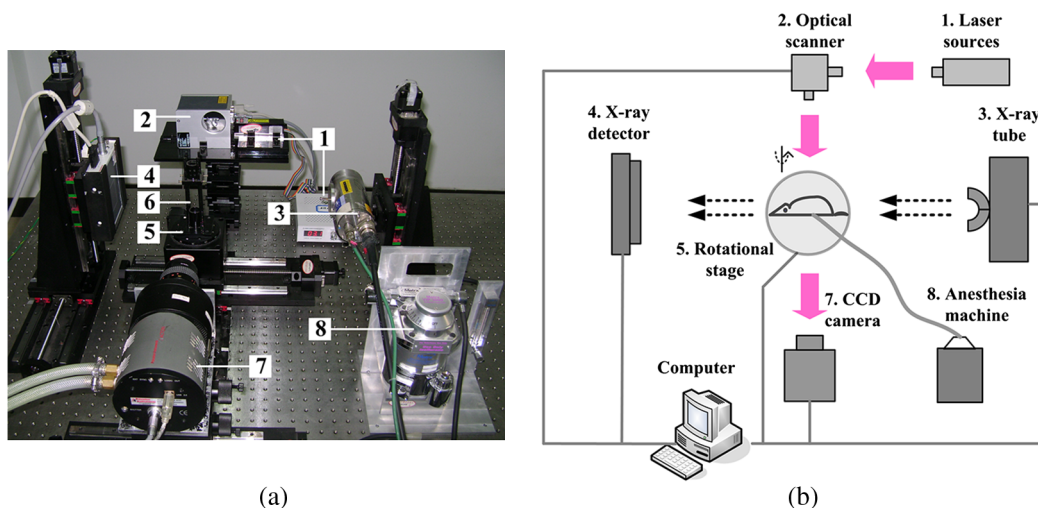 2
1
4
6
3
5
8
7
(a)
2. Optical
scanner
1. Laser
sources
4. X-ray
detector
3. X-ray
tube
5. Rotational
stage
7. CCD
camera
8. Anesthesia
machine
Computer
(b)